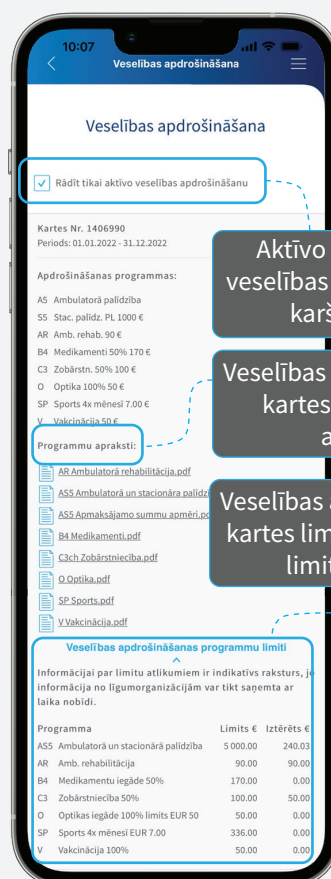 10:07
Veselības apdrošināšana
Veselības apdrošināšana
Rādīt tikai aktīvo veselības apdrošināšanu
Kartes Nr. 1406990
Periods: 01.01.2022 - 31.12.2022
Apdrošināšanas programmas:
A5 Ambulatorā palīdzība
S5 Stac. palīdz. PL 1000 €
AR Amb. rehab. 90 €
B4 Medikamenti 50% 170 €
C3 Zobārstn. 50% 100 €
O Optika 100% 50 €
SP Sports 4x mēnesī 7.00 €
V Vakcinācija 50 €
Programmu apraksti:
AR Ambulatorā rehabilitācija.pdf
AS5 Ambulatorā un stacionāra palīdzī
AS5 Apmaksājamo summu apmēri.pd
B4 Medikamenti.pdf
C3ch Zobārstniecība.pdf
O Optika.pdf
SP Sports.pdf
V Vakcinācija.pdf
Aktīvo
veselības
karš
Veselības
kartes
a
Veselības a
kartes lim
limit
Veselības apdrošināšanas programmu limiti
Informācijai par limitu atlikumiem ir indikatīvs raksturs, jo
informācija no līgumorganizācijām var tikt saņemta ar
laika nobīdi.
Programma Limits € Iztērēts €
AS5 Ambulatorā un stacionārā palīdzība 5 000.00 240.03
AR Amb. rehabilitācija 90.00 90.00
B4 Medikamentu iegāde 50% 170.00 0.00
C3 Zobārstniecība 50% 100.00 50.00
O Optikas iegāde 100% limits EUR 50 50.00 0.00
SP Sports 4x mēnesī EUR 7.00 336.00 0.00
V Vakcinācija 100% 50.00 0.00